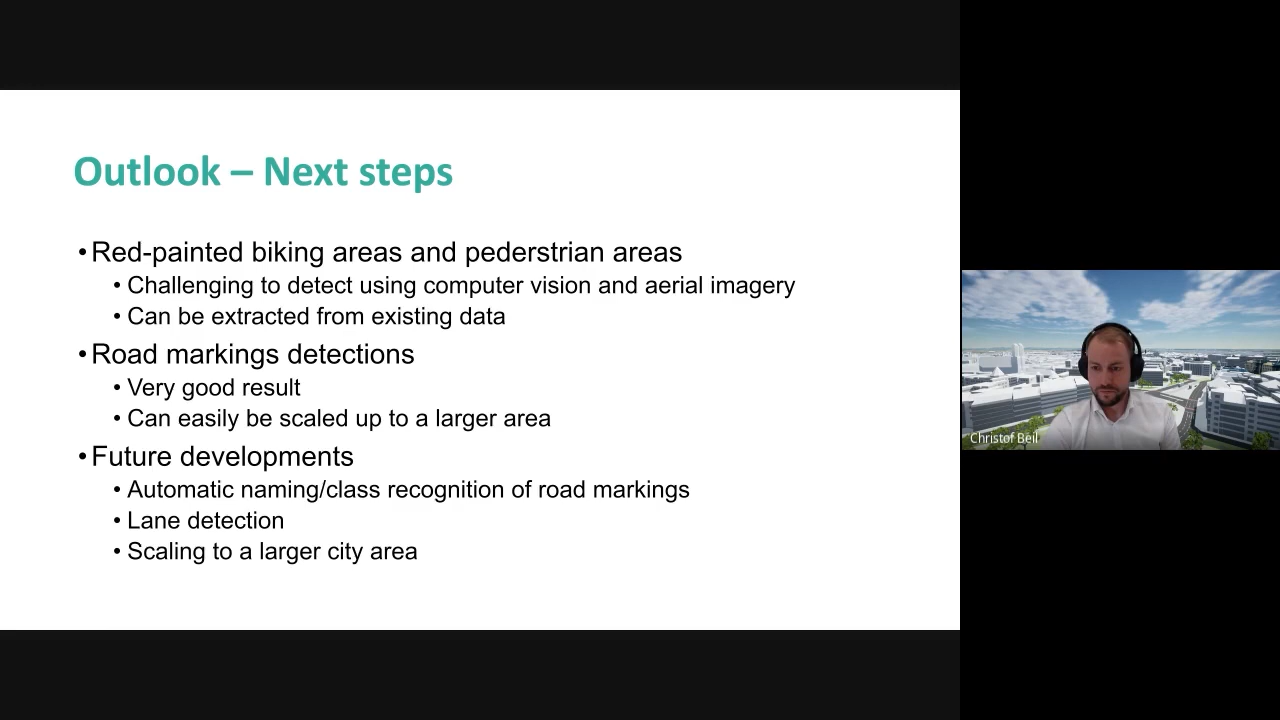 Outlook – Next steps
•Red-painted biking areas and pederstrian areas
• Challenging to detect using computer vision and aerial imagery
• Can be extracted from existing data
•Road markings detections
• Very good result
• Can easily be scaled up to a larger area
•Future developments
• Automatic naming/class recognition of road markings
• Lane detection
• Scaling to a larger city area
Christof Beil